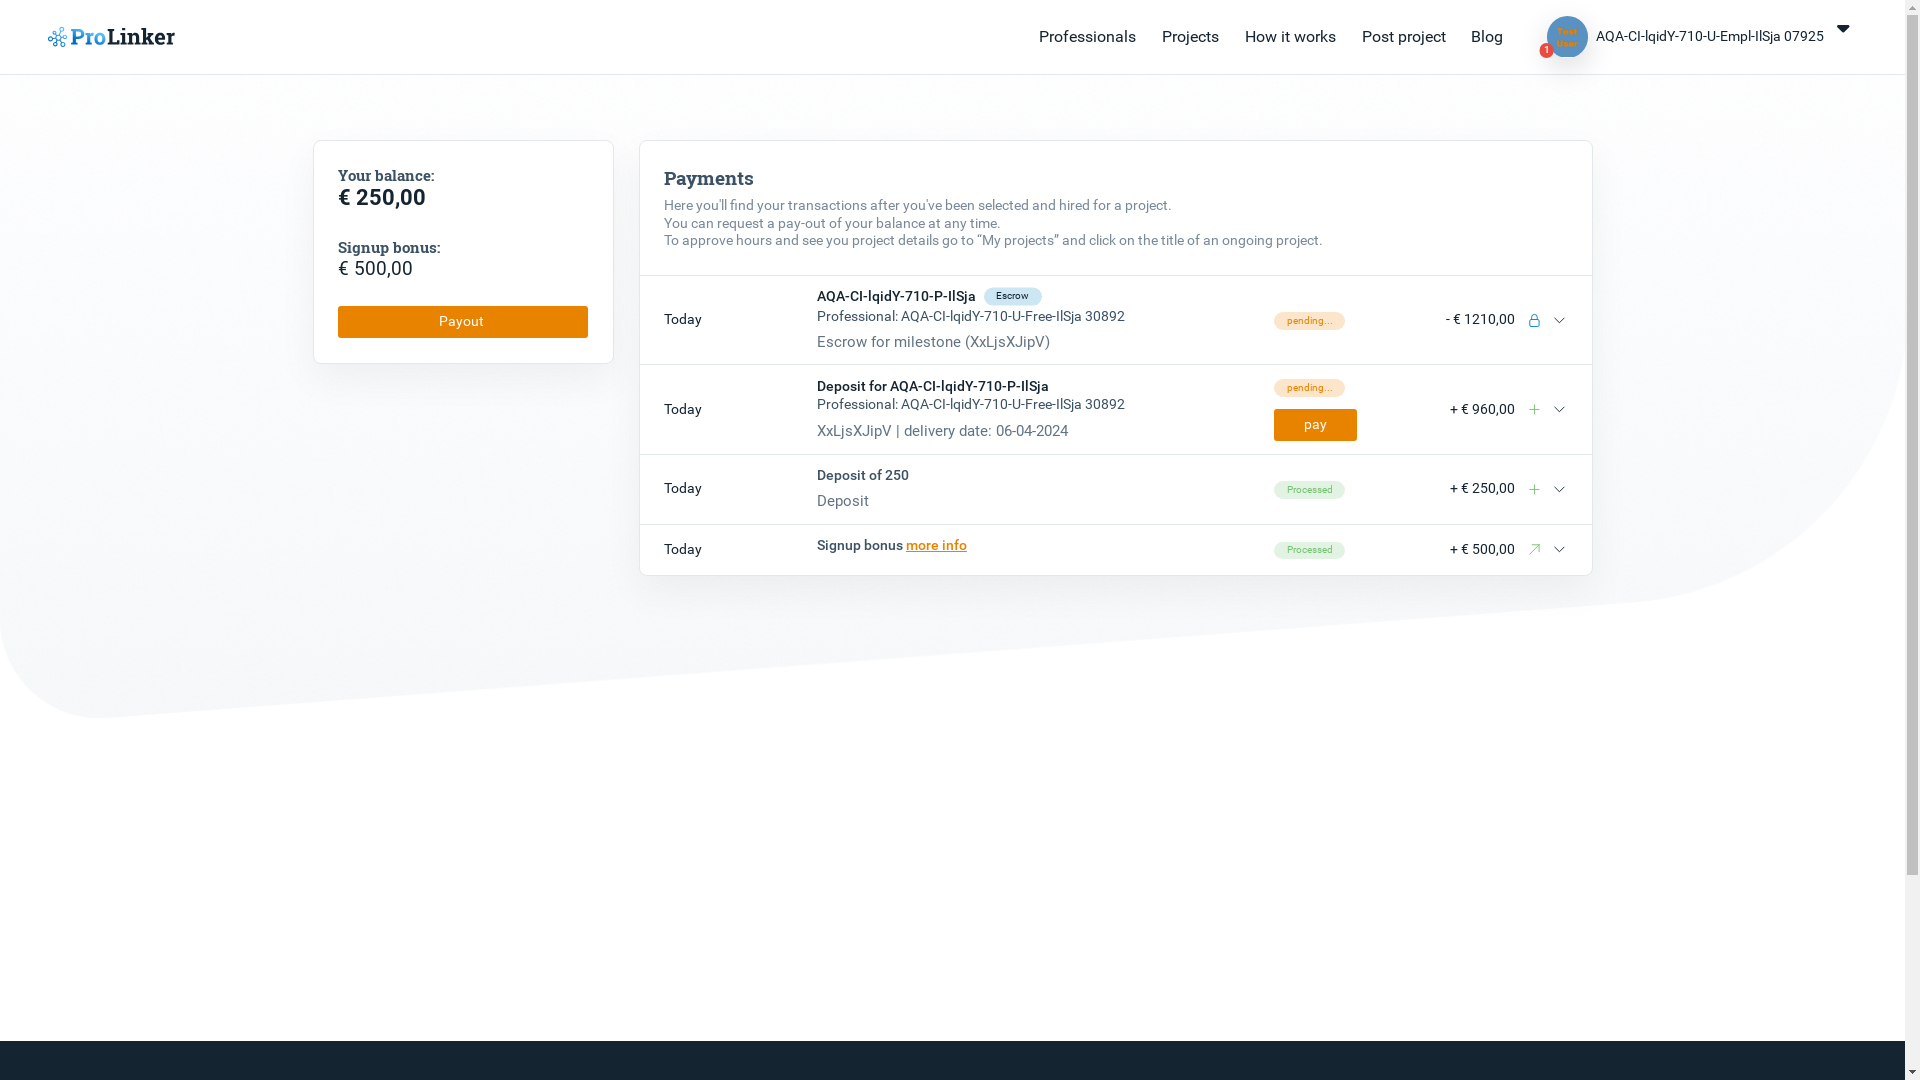 ProLinker
Professionals
Projects
How it works
Post project
Blog
Test
User
1
AQA-CI-lqidY-710-U-Empl-IlSja 07925
Your balance:
€ 250,00
Signup bonus:
€ 500,00
Payout
Payments
Here you'll find your transactions after you've been selected and hired for a project.
You can request a pay-out of your balance at any time.
To approve hours and see you project details go to “My projects” and click on the title of an ongoing project.
Today
AQA-CI-lqidY-710-P-IlSja Escrow
Professional: AQA-CI-lqidY-710-U-Free-IlSja 30892
Escrow for milestone (XxLjsXJipV)
pending...
- € 1210,00
Today
Deposit for AQA-CI-lqidY-710-P-IlSja
Professional: AQA-CI-lqidY-710-U-Free-IlSja 30892
XxLjsXJipV | delivery date: 06-04-2024
pending...
pay
+ € 960,00
Today
Deposit of 250
Deposit
Processed
+ € 250,00
Today
Signup bonus more info
Processed
+ € 500,00